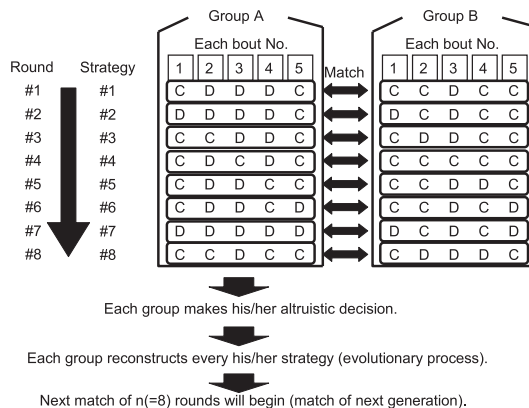 Group A Group B
Each bout No. Each bout No.
Round Strategy 1 2 3 4 5 Match 1 2 3 4 5
#1 #1 C D D D C C C D C C
#2 #2 D D D D C D C D C C
#3 #3 C C D D C C C D C C
#4 #4 C D C D C C C C C C
#5 #5 C D D C C C C D D C
#6 #6 C D D C D C C D C D
#7 #7 D D D D C D C D C D
#8 #8 C C D D C C D D D C
Each group makes his/her altruistic decision.
Each group reconstructs every his/her strategy (evolutionary process).
Next match of n(=8) rounds will begin (match of next generation).